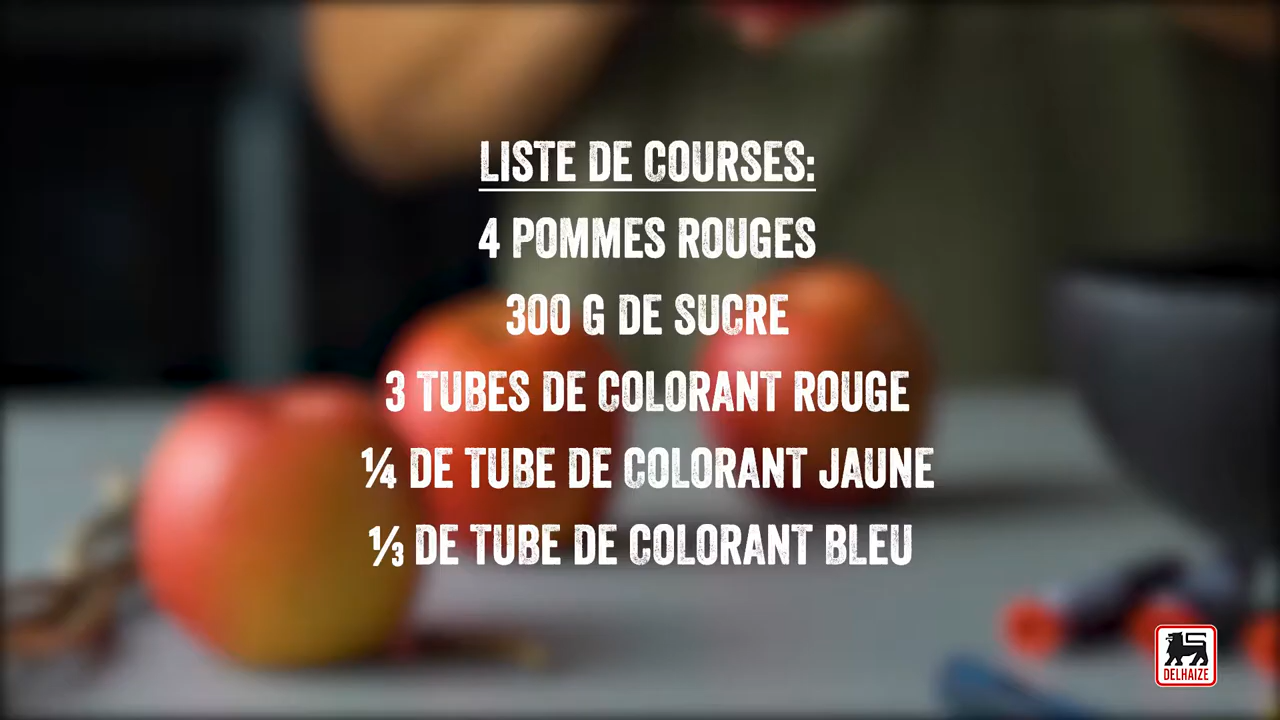 LISTE DE COURSES:
4 POMMES ROUGES
300 G DE SUCRE
3 TUBES DE COLORANT ROUGE
¼ DE TUBE DE COLORANT JAUNE
⅓ DE TUBE DE COLORANT BLEU
DELHAIZE